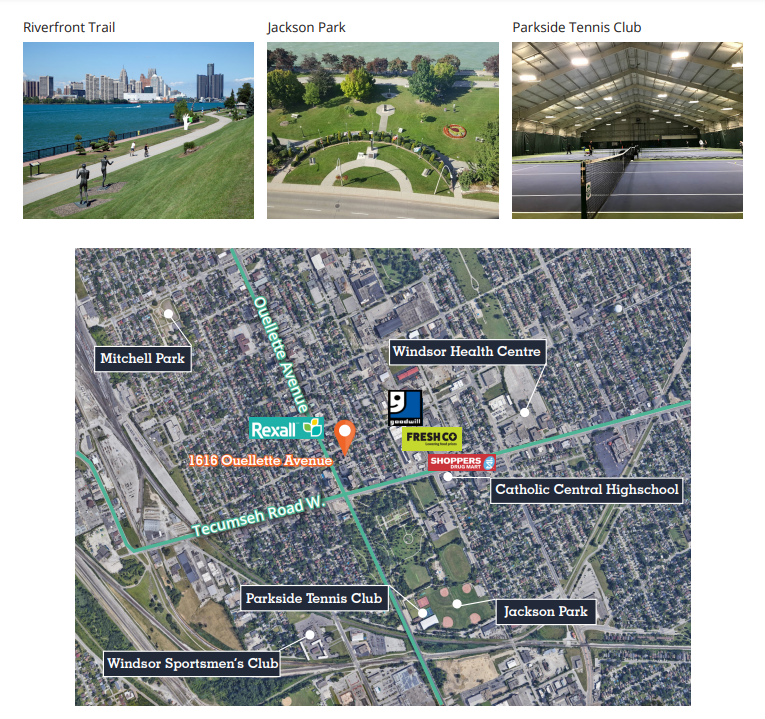 Riverfront Trail
Jackson Park
Parkside Tennis Club
Ouellette Avenue
Mitchell Park
Windsor Health Centre
goodwill
Rexall
FRESHCO
1616 Ouellette Avenue
SHOPPERS
DRUG MART
Catholic Central Highschool
Tecumseh Road W.
Parkside Tennis Club
Jackson Park
Windsor Sportsmen's Club